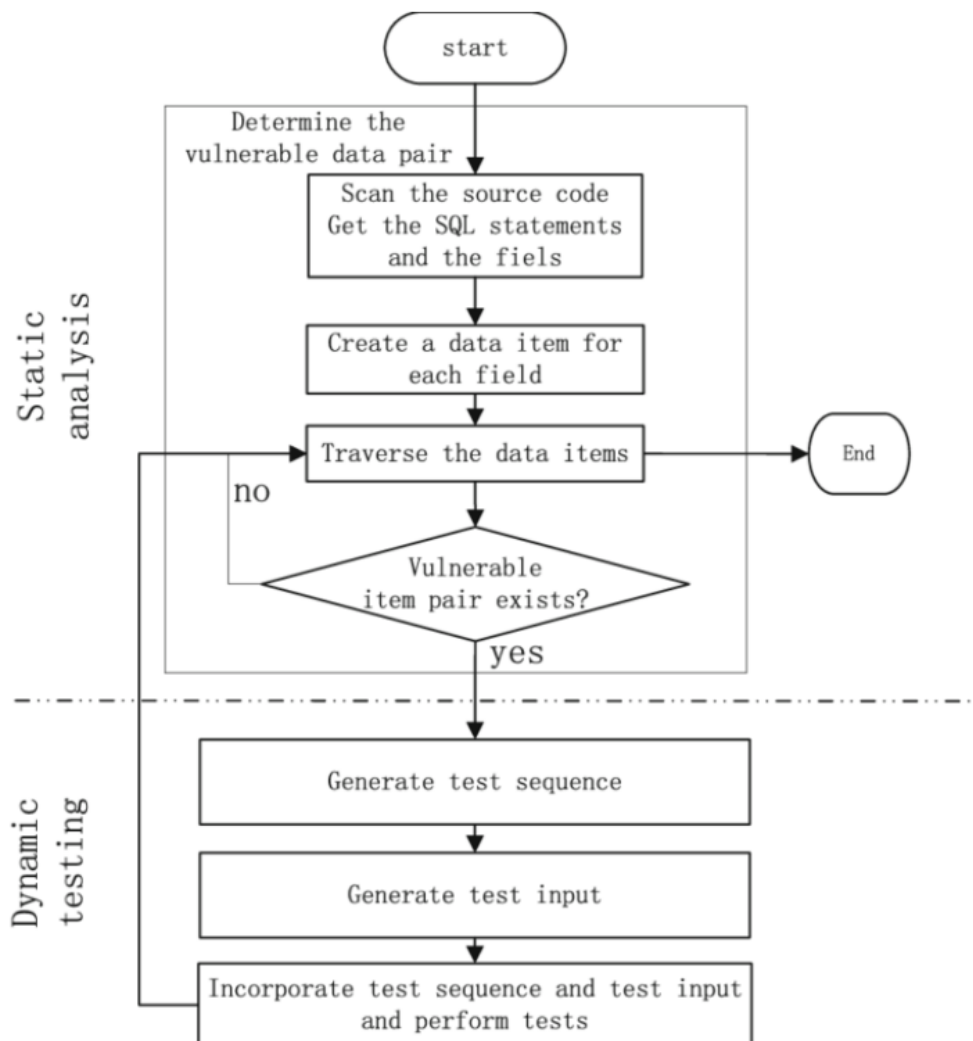 start
Determine the
vulnerable data pair
Scan the source code
Get the SQL statements
and the fiels
Static
analysis
Create a data item for
each field
Traverse the data items
End
no
Vulnerable
item pair exists?
yes
Dynamic
testing
Generate test sequence
Generate test input
Incorporate test sequence and test input
and perform tests